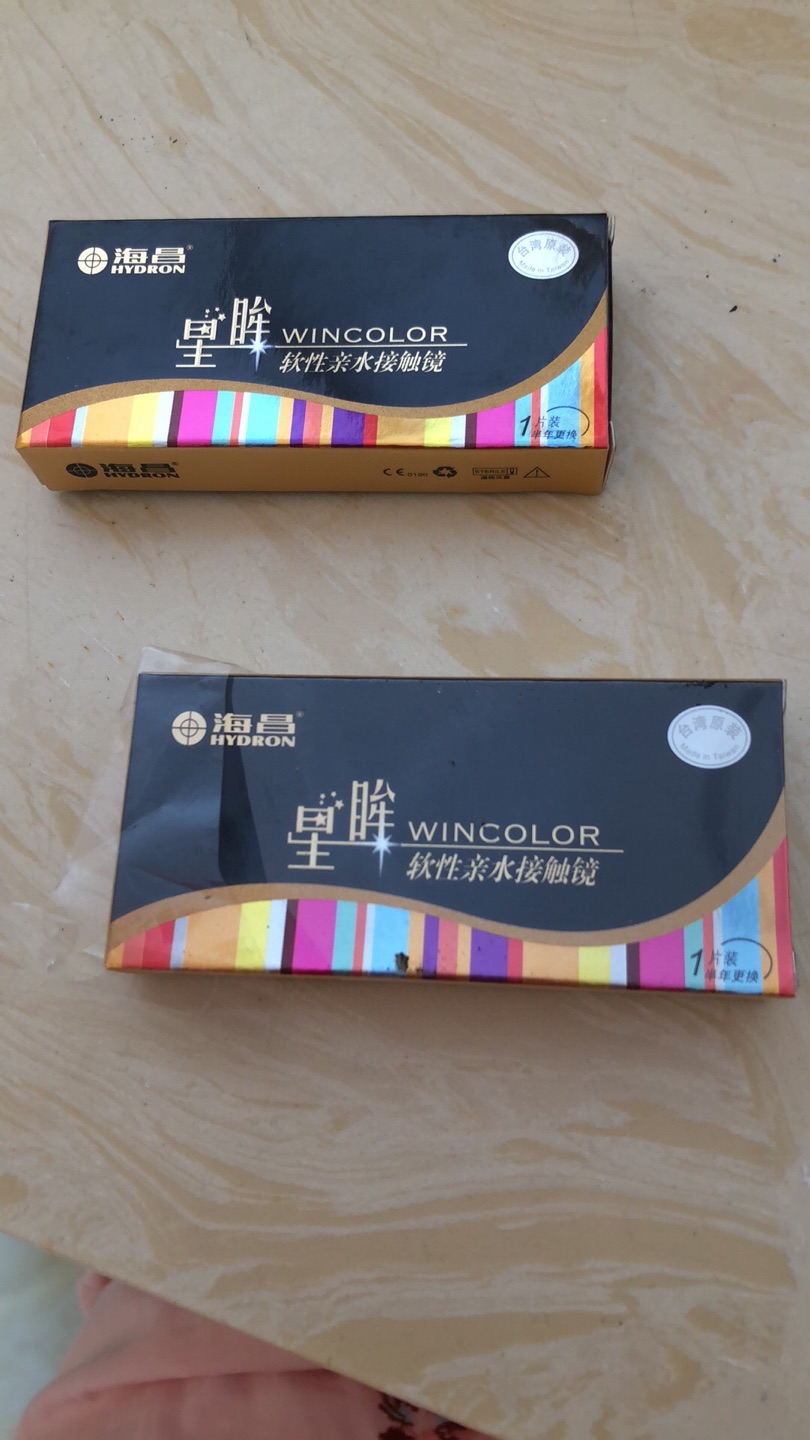 海昌®
HYDRON
台湾原装
Made in Taiwan
星眸 WINCOLOR
软性亲水接触镜
1片装
半年更换
海昌
HYDRON
CE 0180
STERILE
海昌®
HYDRON
台湾原装
Made in Taiwan
星眸 WINCOLOR
软性亲水接触镜
1片装
半年更换